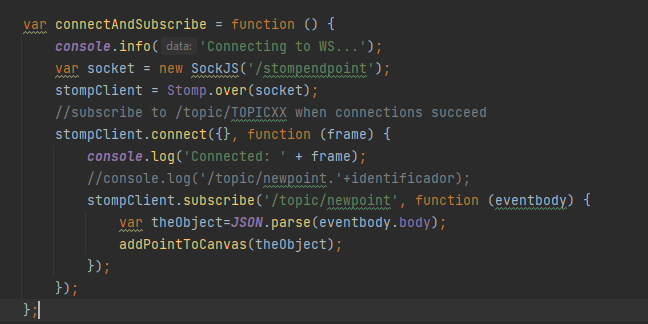 var connectAndSubscribe = function () {
    console.info( data: 'Connecting to WS...');
    var socket = new SockJS('/stompendpoint');
    stompClient = Stomp.over(socket);
    //subscribe to /topic/TOPICXX when connections succeed
    stompClient.connect({}, function (frame) {
        console.log('Connected: ' + frame);
        //console.log('/topic/newpoint.'+identificador);
        stompClient.subscribe('/topic/newpoint', function (eventbody) {
            var theObject=JSON.parse(eventbody.body);
            addPointToCanvas(theObject);
        });
    });
};